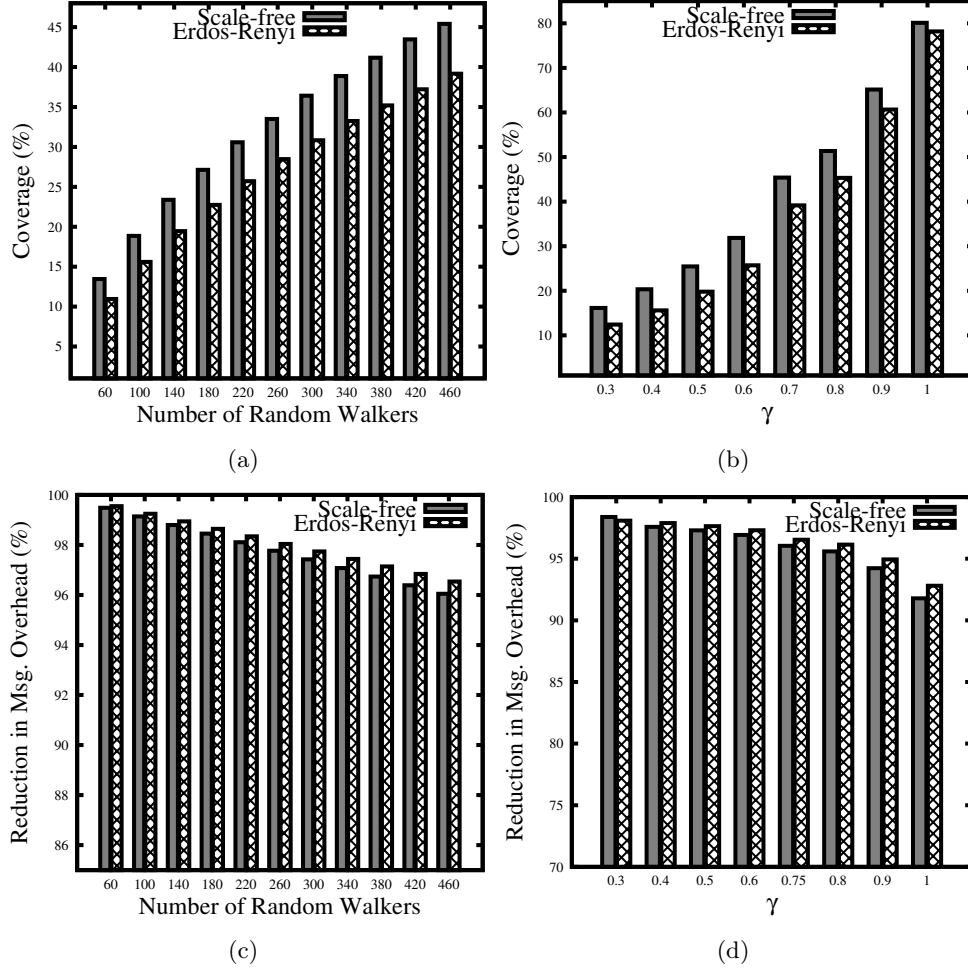 Scale-free
Erdos-Renyi
Coverage (%)
45
40
35
30
25
20
15
10
5
60 100 140 180 220 260 300 340 380 420 460
Number of Random Walkers
(a)
Scale-free
Erdos-Renyi
Coverage (%)
80
70
60
50
40
30
20
10
0.3 0.4 0.5 0.6 0.7 0.8 0.9 1
γ
(b)
Scale-free
Erdos-Renyi
Reduction in Msg. Overhead (%)
100
98
96
94
92
90
88
86
60 100 140 180 220 260 300 340 380 420 460
Number of Random Walkers
(c)
Scale-free
Erdos-Renyi
Reduction in Msg. Overhead (%)
100
95
90
85
80
75
70
0.3 0.4 0.5 0.6 0.75 0.8 0.9 1
γ
(d)